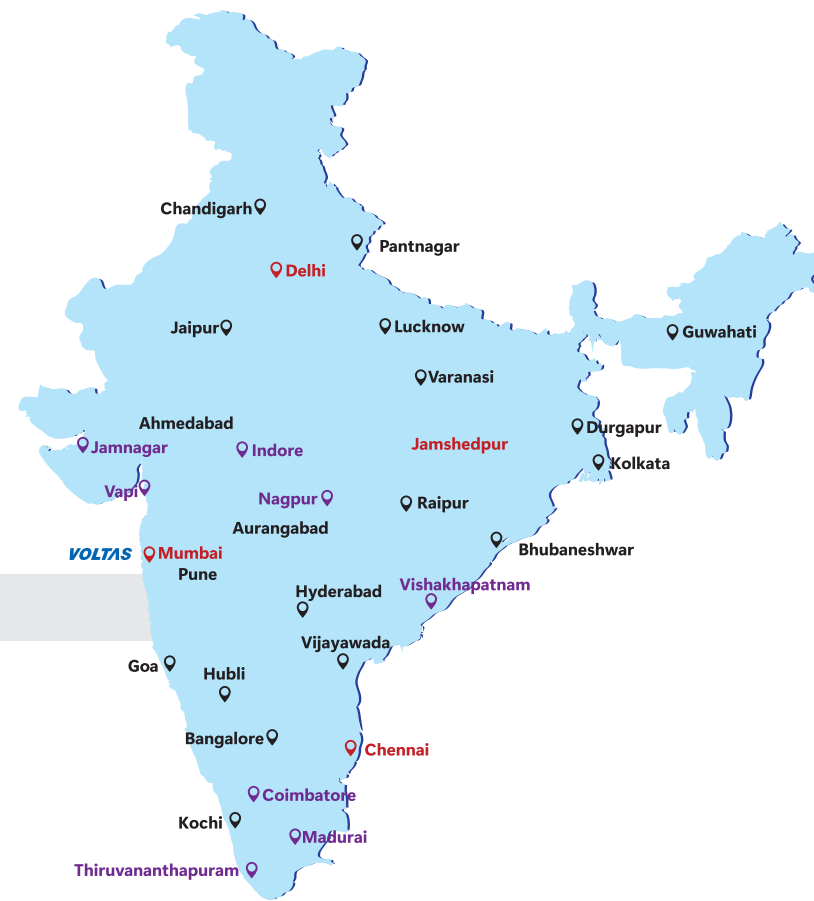 Chandigarh
Pantnagar
Delhi
Jaipur
Lucknow
Guwahati
Varanasi
Ahmedabad
Durgapur
Jamnagar
Indore
Jamshedpur
Kolkata
Vapi
Nagpur
Raipur
Aurangabad
Bhubaneshwar
VOLTAS
Mumbai
Pune
Vishakhapatnam
Hyderabad
Vijayawada
Goa
Hubli
Bangalore
Chennai
Coimbatore
Kochi
Madurai
Thiruvananthapuram